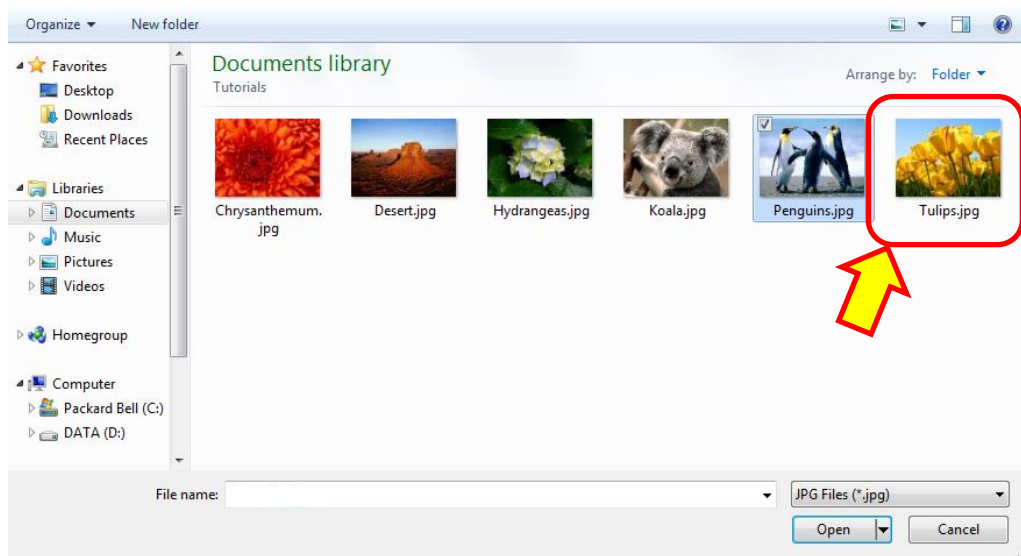 Organize New folder
Favorites
Desktop
Downloads
Recent Places
Libraries
Documents
Music
Pictures
Videos
Homegroup
Computer
Packard Bell (C:)
DATA (D:)
Documents library
Tutorials
Arrange by: Folder
Chrysanthemum.
jpg
Desert.jpg
Hydrangeas.jpg
Koala.jpg
Penguins.jpg
Tulips.jpg
File name:
JPG Files (*.jpg)
Open Cancel